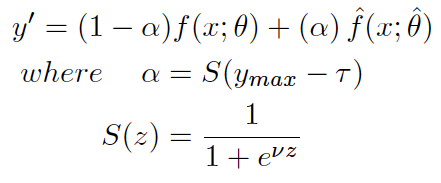 y′ = (1 − α)f(x; θ) + (α) f̂(x; θ̂)
where α = S(y_max − τ)
S(z) = 1 / (1 + e^{νz})